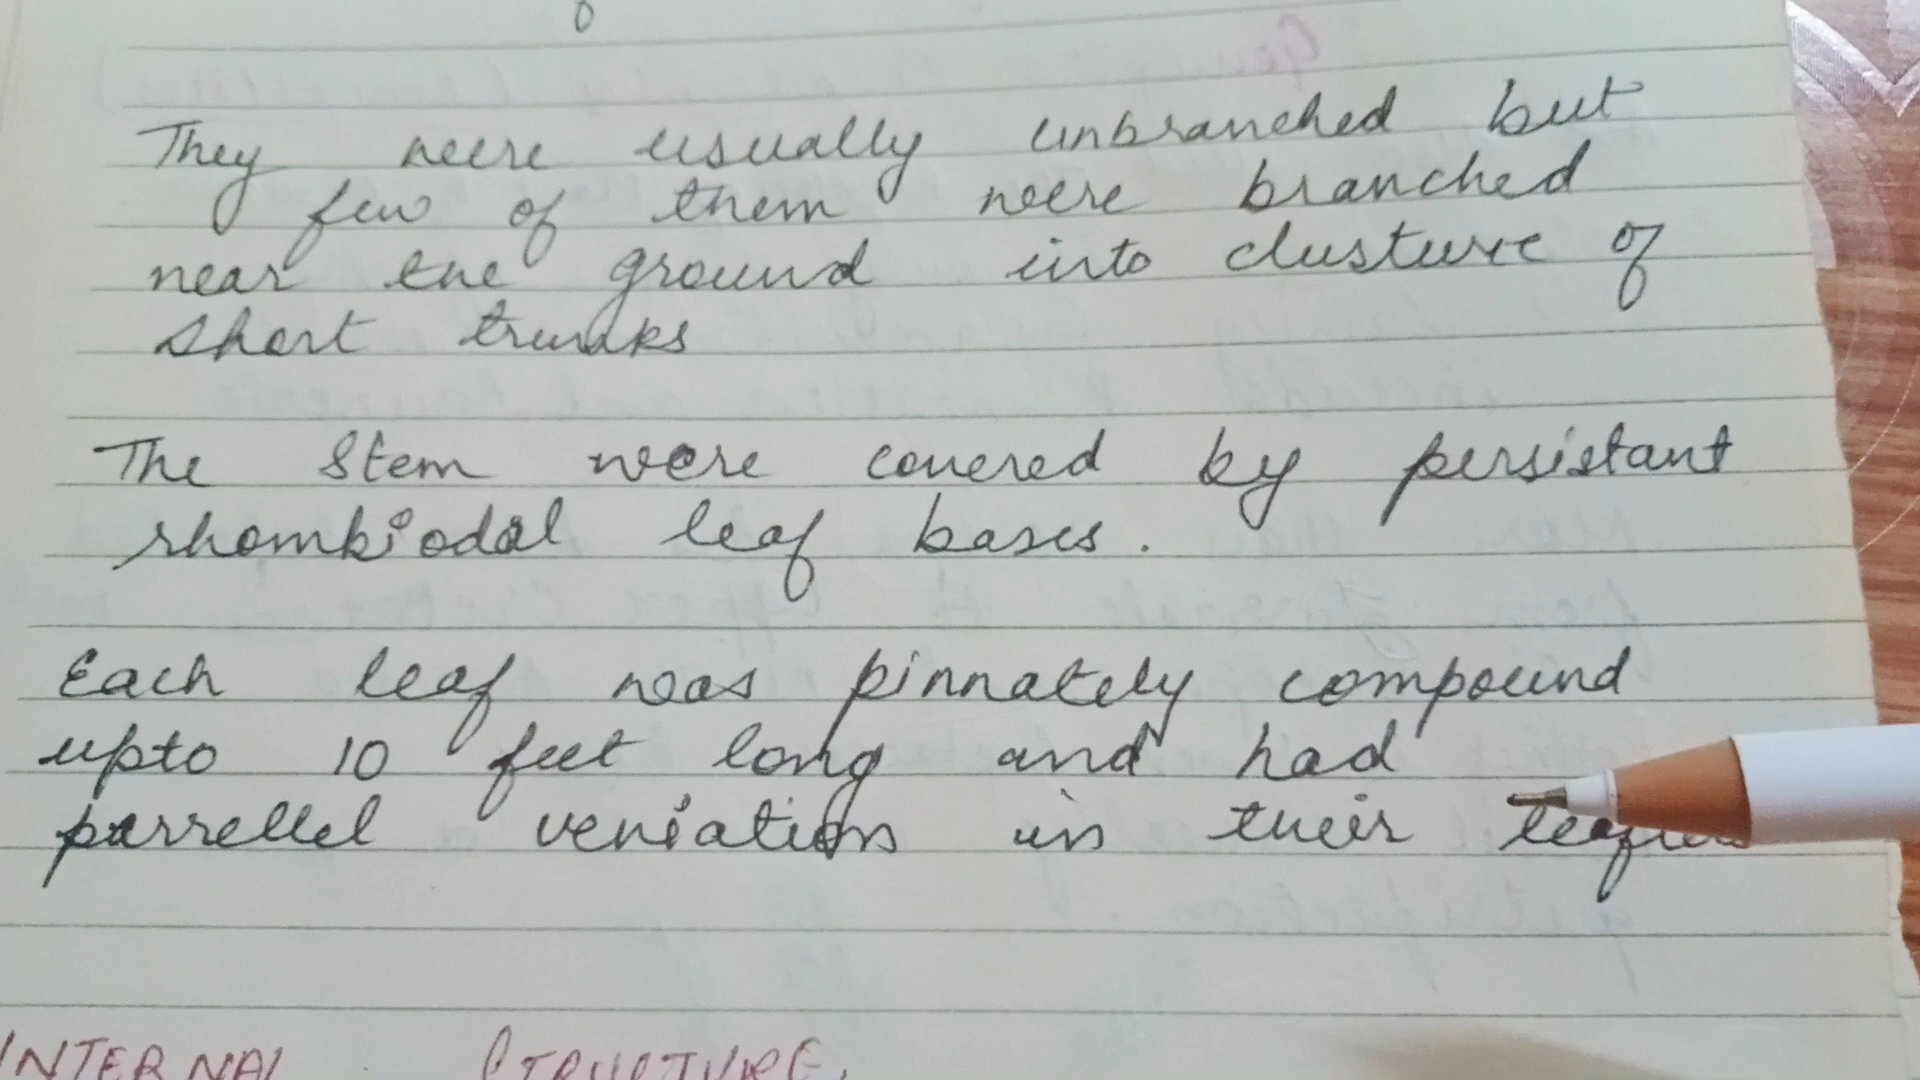 They were usually unbranched but
few of them were branched
near the ground into clusture of
short trunks
The Stem were covered by persistant
rhombiodal leaf bases.
Each leaf was pinnately compound
upto 10 feet long and had
parrellel veniation in their
INTERNAL STRUCTURE.